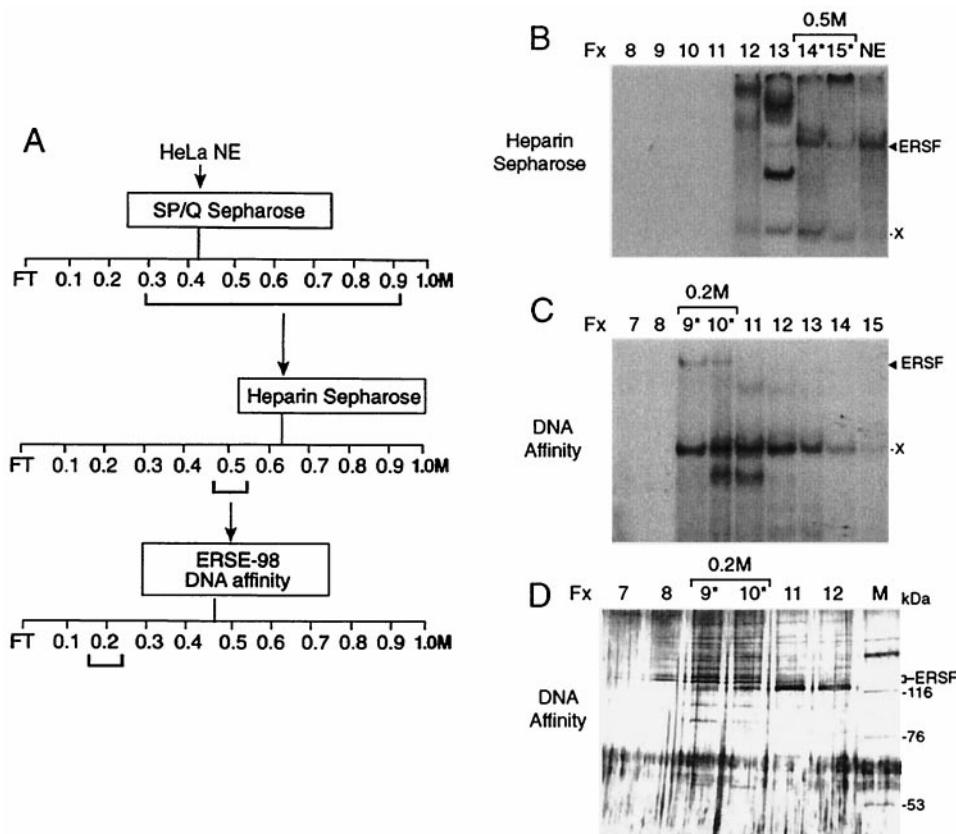 A
HeLa NE
SP/Q Sepharose
FT 0.1 0.2 0.3 0.4 0.5 0.6 0.7 0.8 0.9 1.0M
Heparin Sepharose
FT 0.1 0.2 0.3 0.4 0.5 0.6 0.7 0.8 0.9 1.0M
ERSE-98
DNA affinity
FT 0.1 0.2 0.3 0.4 0.5 0.6 0.7 0.8 0.9 1.0M
B
0.5M
Fx 8 9 10 11 12 13 14* 15* NE
Heparin
Sepharose
ERSF
-X
C
0.2M
Fx 7 8 9* 10* 11 12 13 14 15
DNA
Affinity
ERSF
-X
D
0.2M
Fx 7 8 9* 10* 11 12 M kDa
DNA
Affinity
ERSF
-116
-76
-53